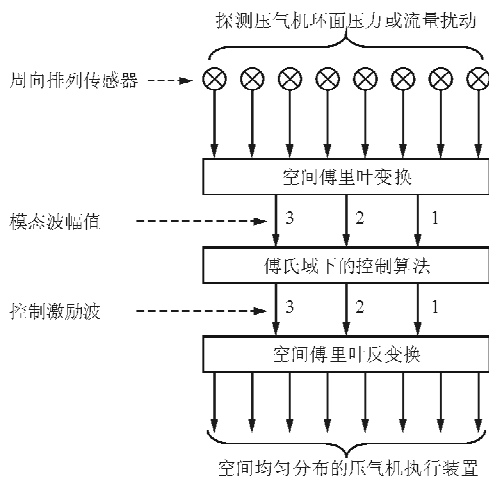 探测压气机环面压力或流量扰动
周向排列传感器
空间傅里叶变换
模态波幅值
3 2 1
傅氏域下的控制算法
控制激励波
3 2 1
空间傅里叶反变换
空间均匀分布的压气机执行装置